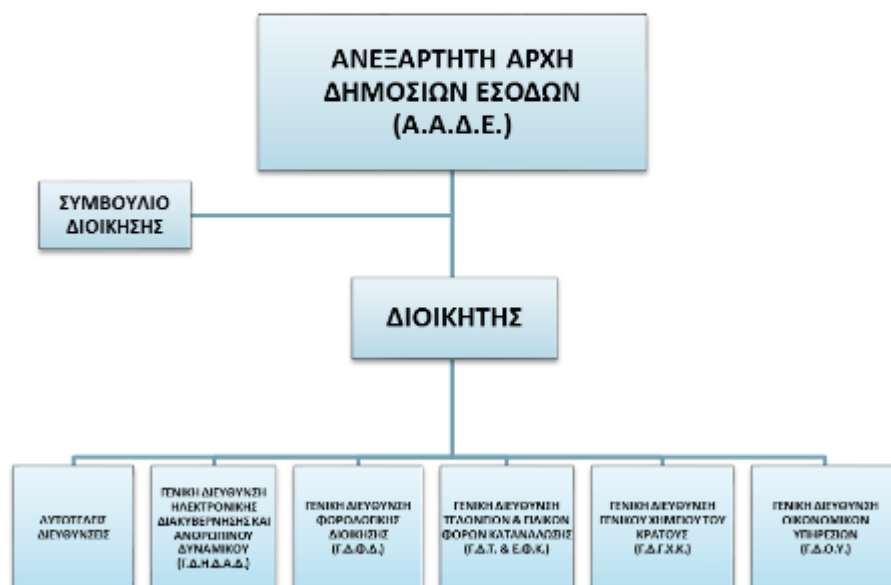 ΑΝΕΞΑΡΤΗΤΗ ΑΡΧΗ
ΔΗΜΟΣΙΩΝ ΕΣΟΔΩΝ
(Α.Α.Δ.Ε.)
ΣΥΜΒΟΥΛΙΟ
ΔΙΟΙΚΗΣΗΣ
ΔΙΟΙΚΗΤΗΣ
ΑΥΤΟΤΕΛΕΙΣ
ΔΙΕΥΘΥΝΣΕΙΣ
ΓΕΝΙΚΗ ΔΙΕΥΘΥΝΣΗ
ΗΛΕΚΤΡΟΝΙΚΗΣ
ΔΙΑΚΥΒΕΡΝΗΣΗΣ ΚΑΙ
ΑΝΘΡΩΠΙΝΟΥ
ΔΥΝΑΜΙΚΟΥ
(Γ.Δ.Η.Δ.Α.Δ.)
ΓΕΝΙΚΗ ΔΙΕΥΘΥΝΣΗ
ΦΟΡΟΛΟΓΙΚΗΣ
ΔΙΟΙΚΗΣΗΣ
(Γ.Δ.Φ.Δ.)
ΓΕΝΙΚΗ ΔΙΕΥΘΥΝΣΗ
ΤΕΛΩΝΕΙΩΝ & ΕΙΔΙΚΩΝ
ΦΟΡΩΝ ΚΑΤΑΝΑΛΩΣΗΣ
(Γ.Δ.Τ. & Ε.Φ.Κ.)
ΓΕΝΙΚΗ ΔΙΕΥΘΥΝΣΗ
ΓΕΝΙΚΟΥ ΧΗΜΕΙΟΥ ΤΟΥ
ΚΡΑΤΟΥΣ
(Γ.Δ.Γ.Χ.Κ.)
ΓΕΝΙΚΗ ΔΙΕΥΘΥΝΣΗ
ΟΙΚΟΝΟΜΙΚΩΝ
ΥΠΗΡΕΣΙΩΝ
(Γ.Δ.Ο.Υ.)